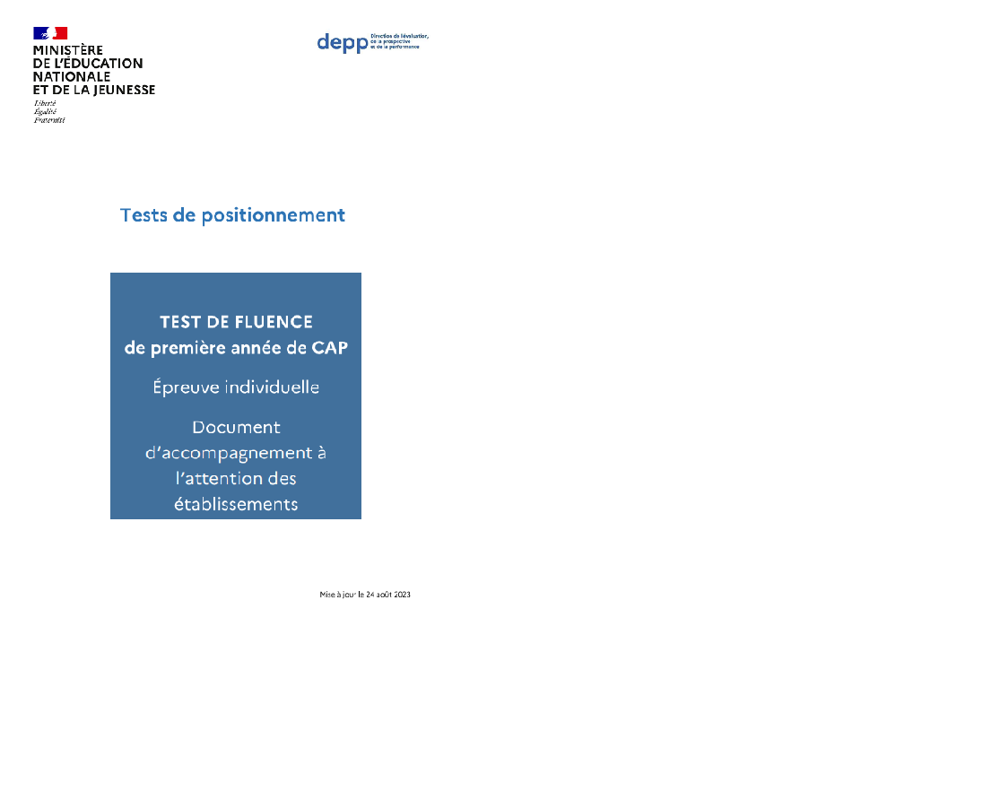 MINISTÈRE
DE L'ÉDUCATION
NATIONALE
ET DE LA JEUNESSE
Liberté
Égalité
Fraternité
depp
Direction de l'évaluation,
de la prospective
et de la performance
Tests de positionnement
TEST DE FLUENCE
de première année de CAP
Épreuve individuelle
Document
d'accompagnement à
l'attention des
établissements
Mise à jour le 24 août 2023